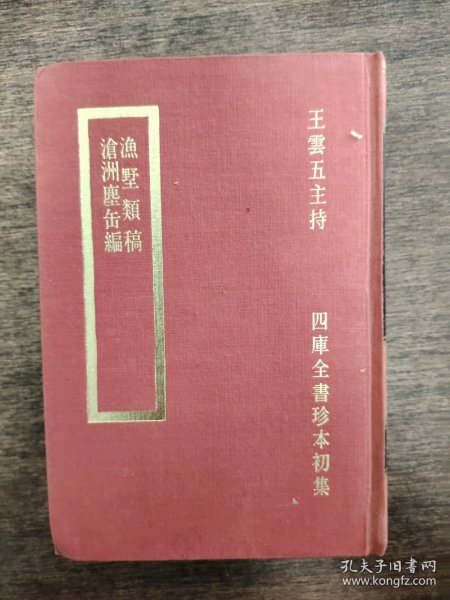 王雲五主持
四庫全書珍本初集
漁墅類稿
滄洲塵缶編
孔夫子旧书网
www.kongfz.com